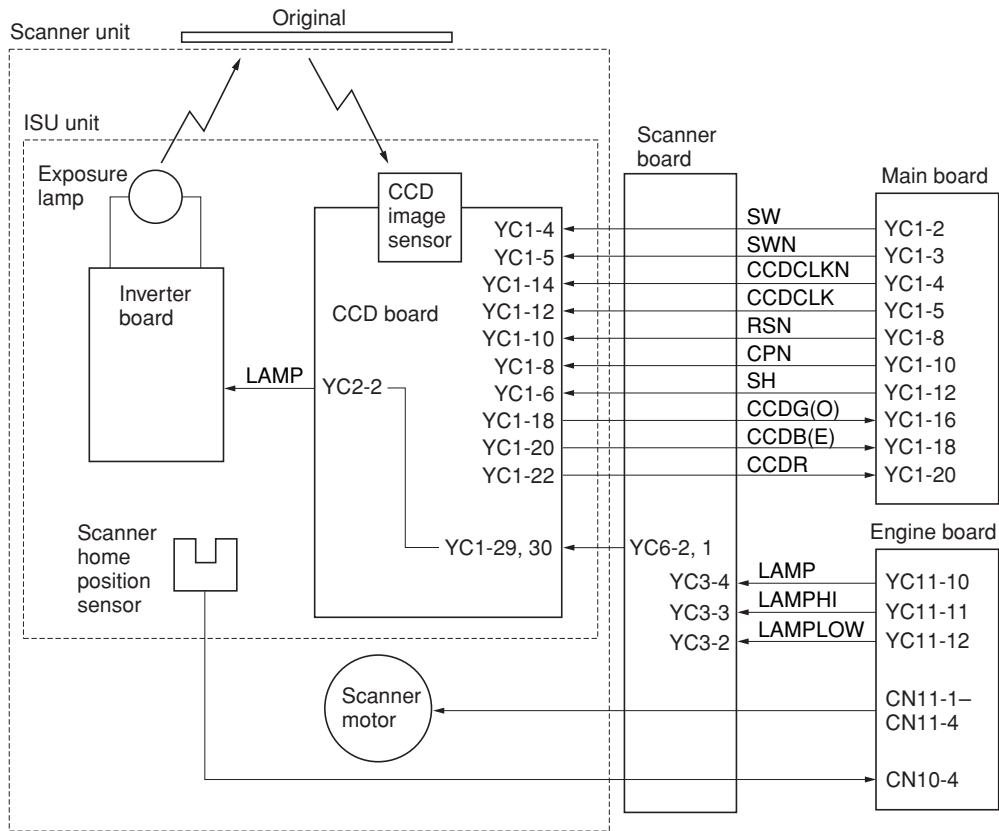 Original
Scanner unit
ISU unit
Exposure
lamp
CCD
image
sensor
Inverter
board
CCD board
LAMP
YC2-2
YC1-4
YC1-5
YC1-14
YC1-12
YC1-10
YC1-8
YC1-6
YC1-18
YC1-20
YC1-22
YC1-29, 30
Scanner
home
position
sensor
Scanner
motor
Scanner
board
SW
SWN
CCDCLKN
CCDCLK
RSN
CPN
SH
CCDG(O)
CCDB(E)
CCDR
YC6-2, 1
YC3-4
YC3-3
YC3-2
LAMP
LAMPHI
LAMPLOW
Main board
YC1-2
YC1-3
YC1-4
YC1-5
YC1-8
YC1-10
YC1-12
YC1-16
YC1-18
YC1-20
Engine board
YC11-10
YC11-11
YC11-12
CN11-1–
CN11-4
CN10-4